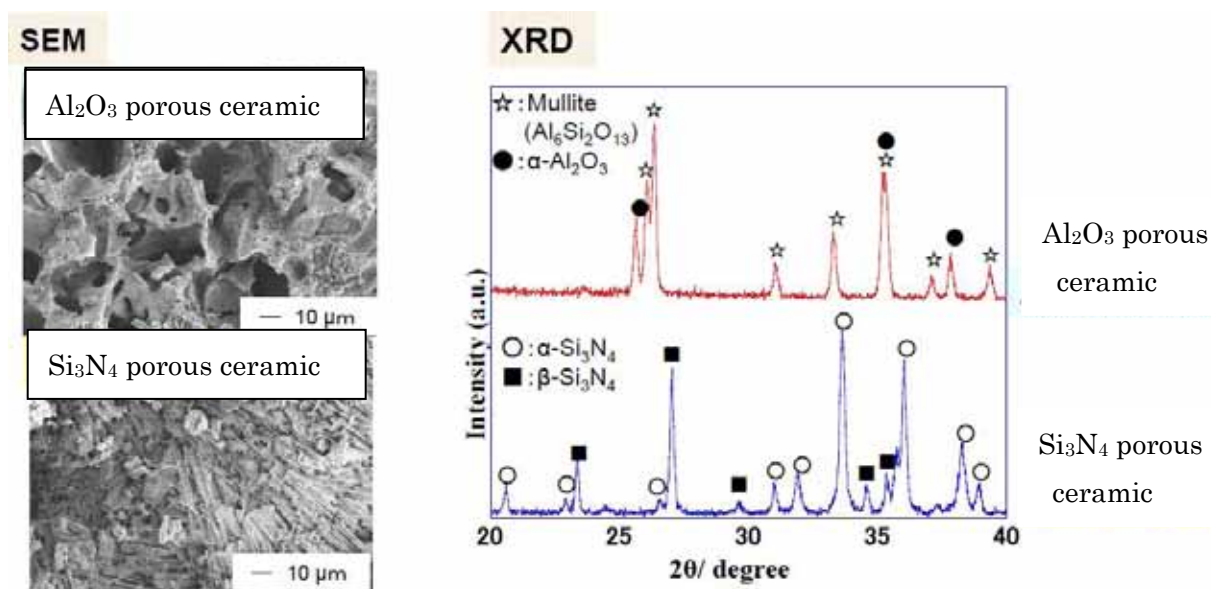 SEM
Al₂O₃ porous ceramic
10 μm
Si₃N₄ porous ceramic
10 μm
XRD
☆: Mullite
(Al₆Si₂O₁₃)
●: α-Al₂O₃
○: α-Si₃N₄
■: β-Si₃N₄
Intensity (a.u.)
20 25 30 35 40
2θ/ degree
Al₂O₃ porous
ceramic
Si₃N₄ porous
ceramic